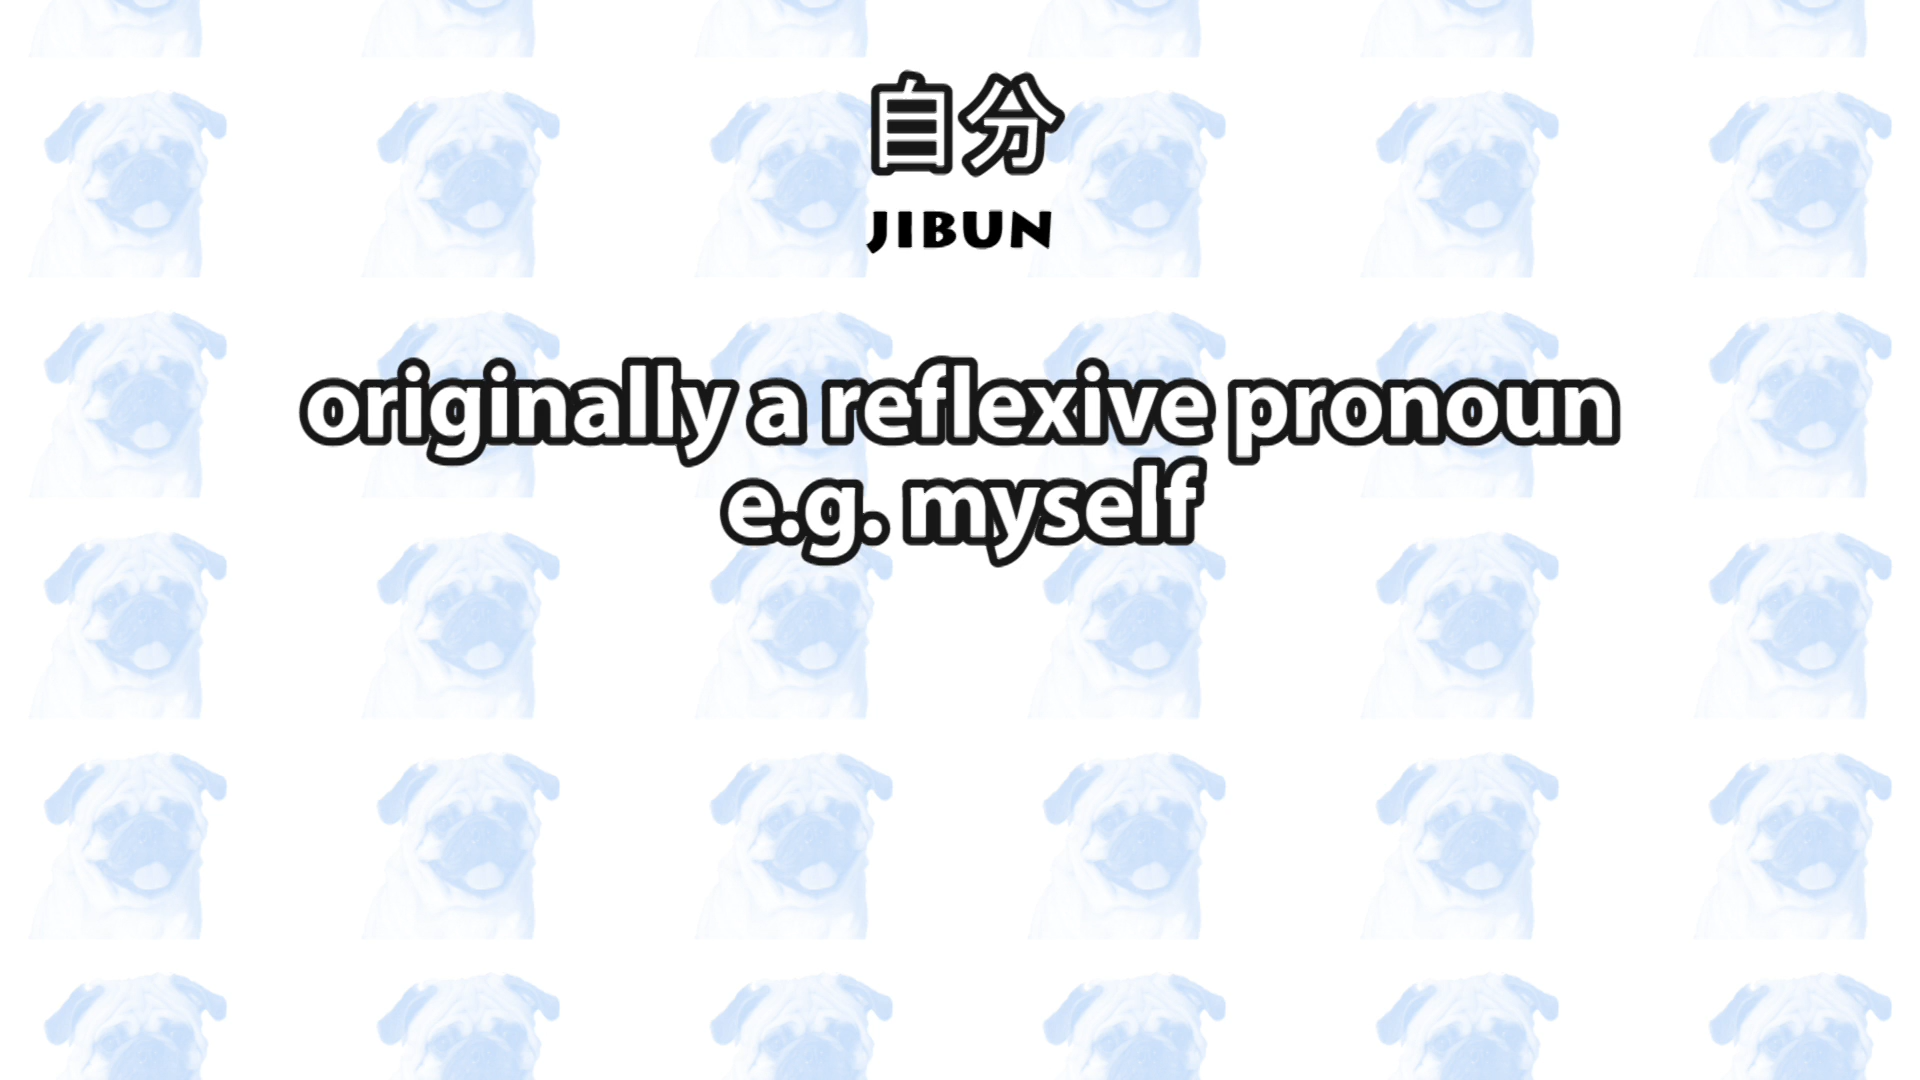 自分
JIBUN
originally a reflexive pronoun
e.g. myself